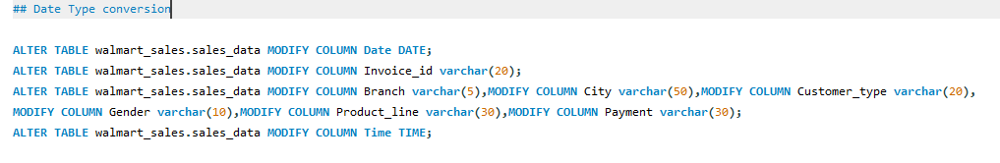 ## Date Type conversion
ALTER TABLE walmart_sales.sales_data MODIFY COLUMN Date DATE;
ALTER TABLE walmart_sales.sales_data MODIFY COLUMN Invoice_id varchar(20);
ALTER TABLE walmart_sales.sales_data MODIFY COLUMN Branch varchar(5),MODIFY COLUMN City varchar(50),MODIFY COLUMN Customer_type varchar(20),
MODIFY COLUMN Gender varchar(10),MODIFY COLUMN Product_line varchar(30),MODIFY COLUMN Payment varchar(30);
ALTER TABLE walmart_sales.sales_data MODIFY COLUMN Time TIME;